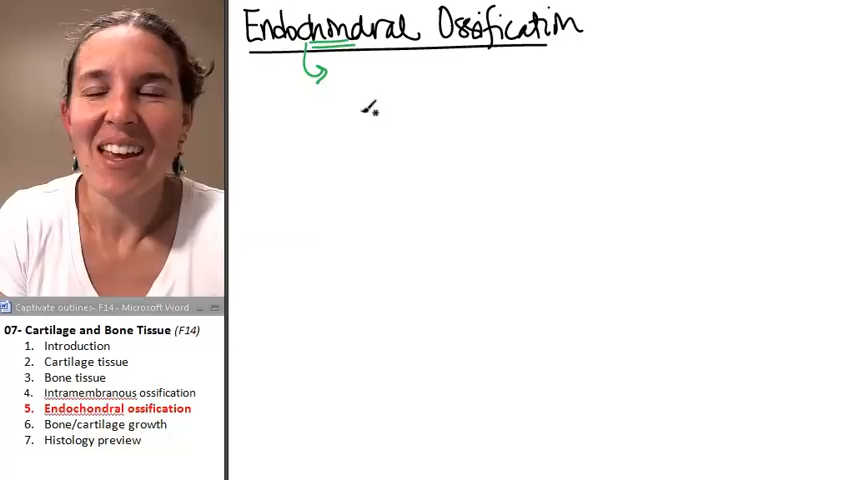 Endochondral Ossification
Captivate outlines- F14 - Microsoft Word
07- Cartilage and Bone Tissue (F14)
1. Introduction
2. Cartilage tissue
3. Bone tissue
4. Intramembranous ossification
5. Endochondral ossification
6. Bone/cartilage growth
7. Histology preview